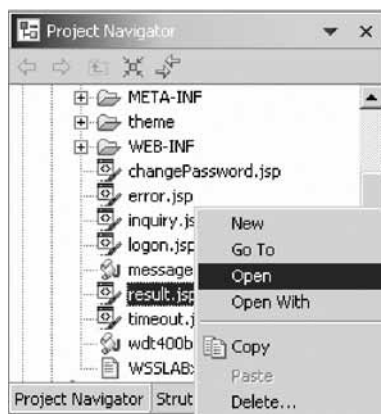 Project Navigator
META-INF
theme
WEB-INF
changePassword.jsp
error.jsp
inquiry.js
logon.jsp
message
result.jsp
timeout.j
wdt400b
New
Go To
Open
Open With
Copy
Paste
Delete...
Project Navigator
Strut